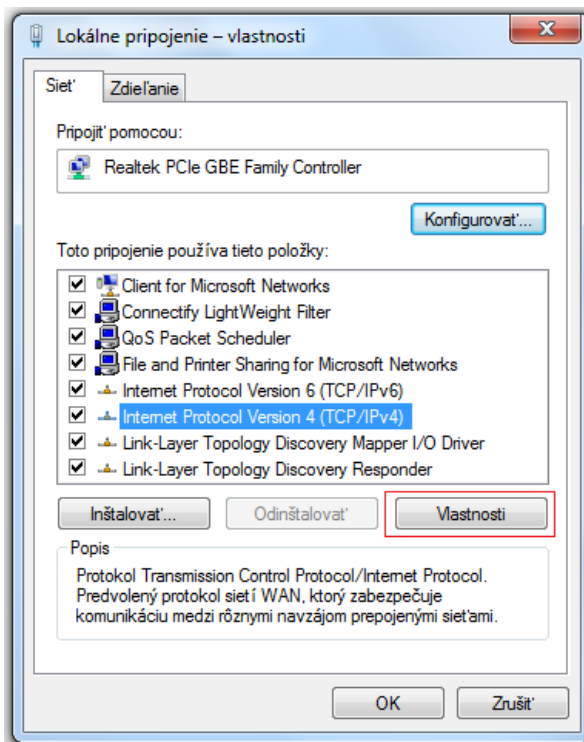 Lokálne pripojenie – vlastnosti
Sieť
Zdieľanie
Pripojiť pomocou:
Realtek PCIe GBE Family Controller
Konfigurovať...
Toto pripojenie používa tieto položky:
Client for Microsoft Networks
Connectify LightWeight Filter
QoS Packet Scheduler
File and Printer Sharing for Microsoft Networks
Internet Protocol Version 6 (TCP/IPv6)
Internet Protocol Version 4 (TCP/IPv4)
Link-Layer Topology Discovery Mapper I/O Driver
Link-Layer Topology Discovery Responder
Inštalovať...
Odinštalovať
Vlastnosti
Popis
Protokol Transmission Control Protocol/Internet Protocol.
Predvolený protokol sietí WAN, ktorý zabezpečuje
komunikáciu medzi rôznymi navzájom prepojenými sieťami.
OK
Zrušiť